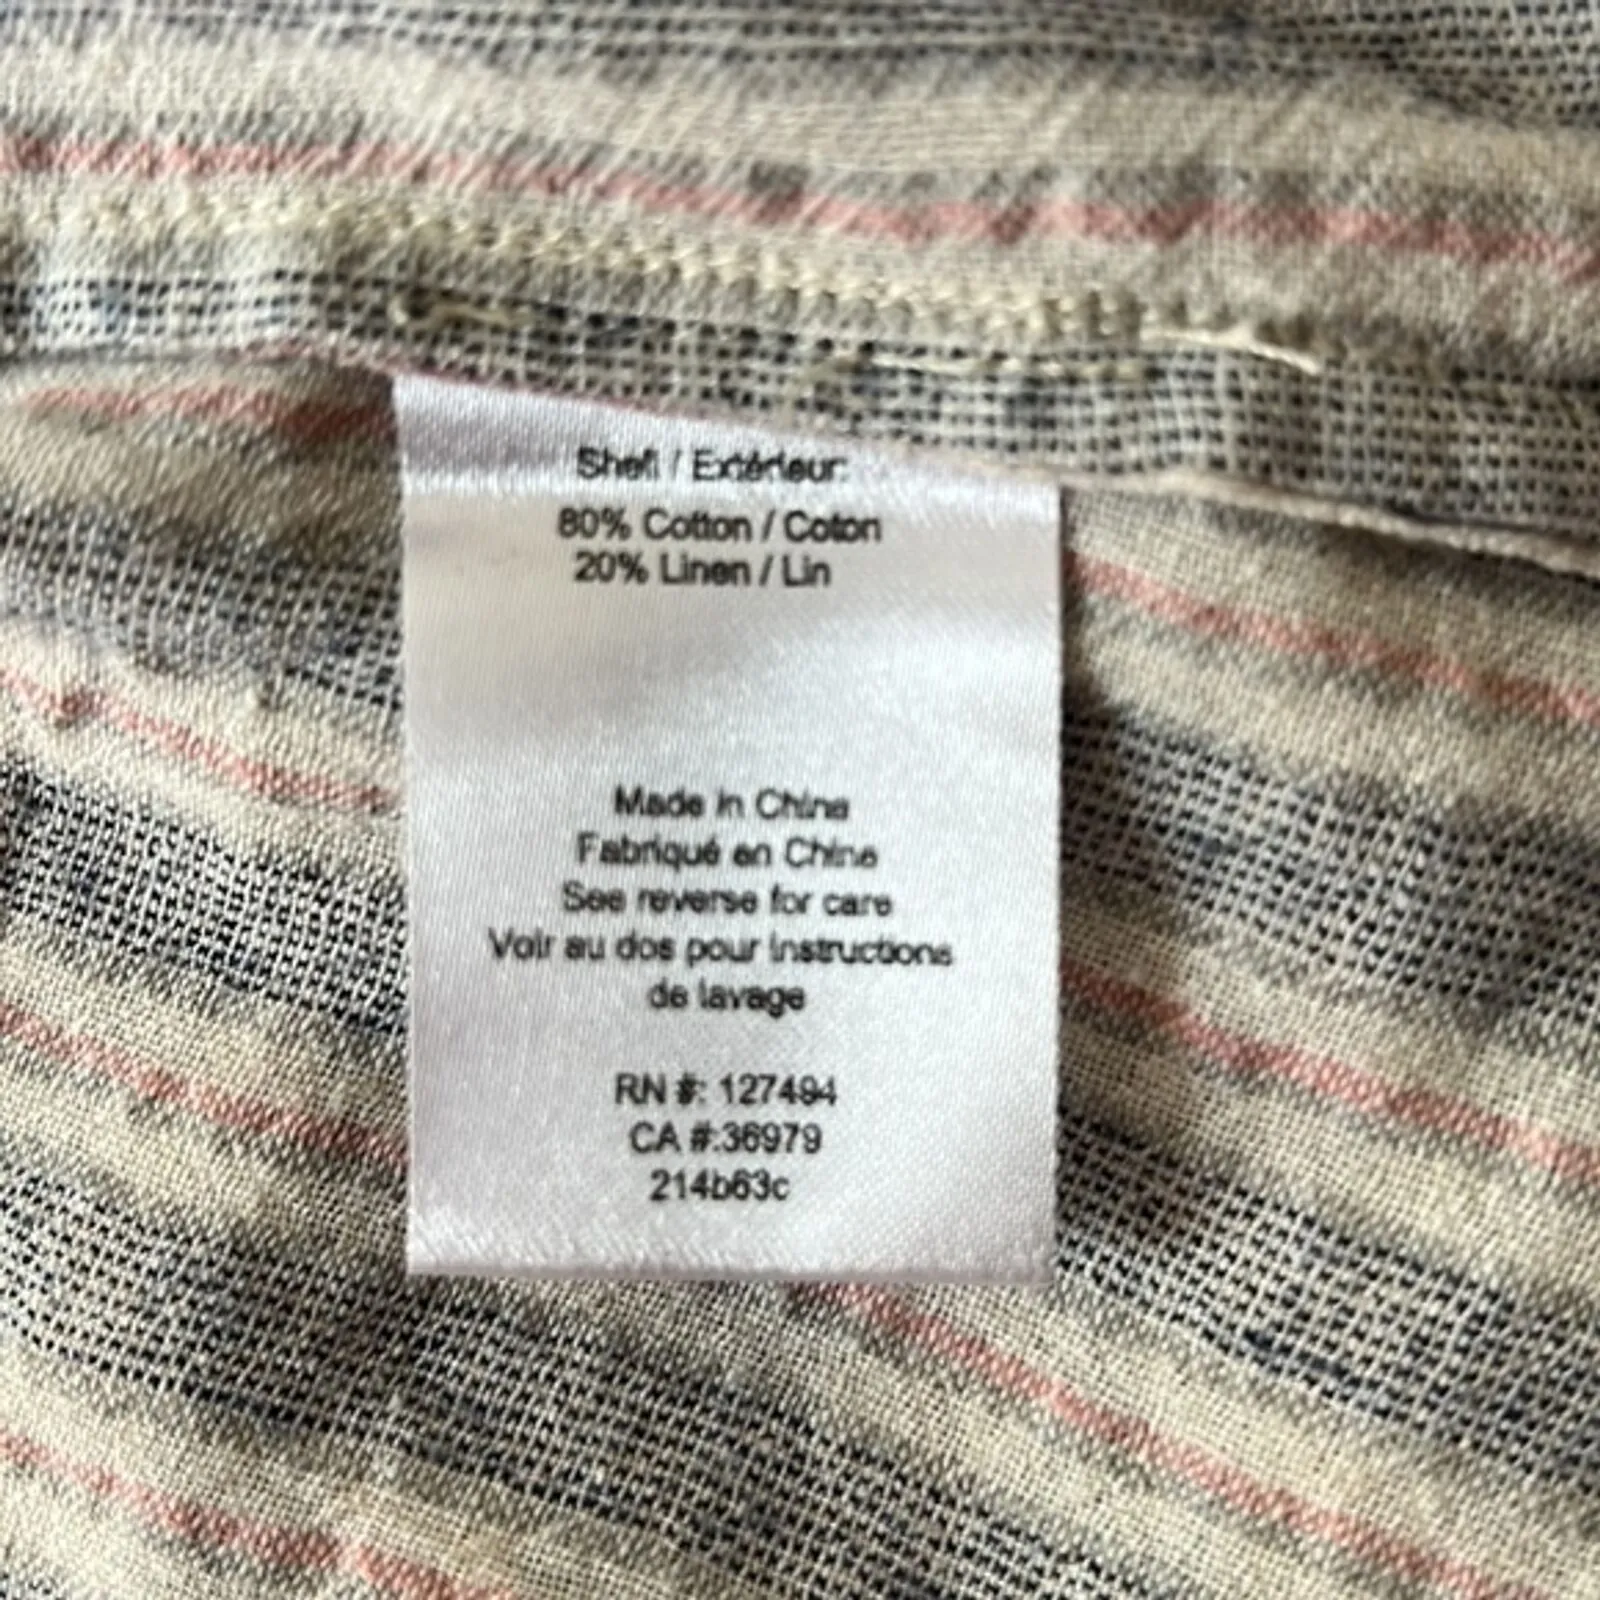 Shell / Extérieur:
80% Cotton / Coton
20% Linen / Lin
Made in China
Fabriqué en Chine
See reverse for care
Voir au dos pour instructions
de lavage
RN #: 127494
CA #:36979
214b63c